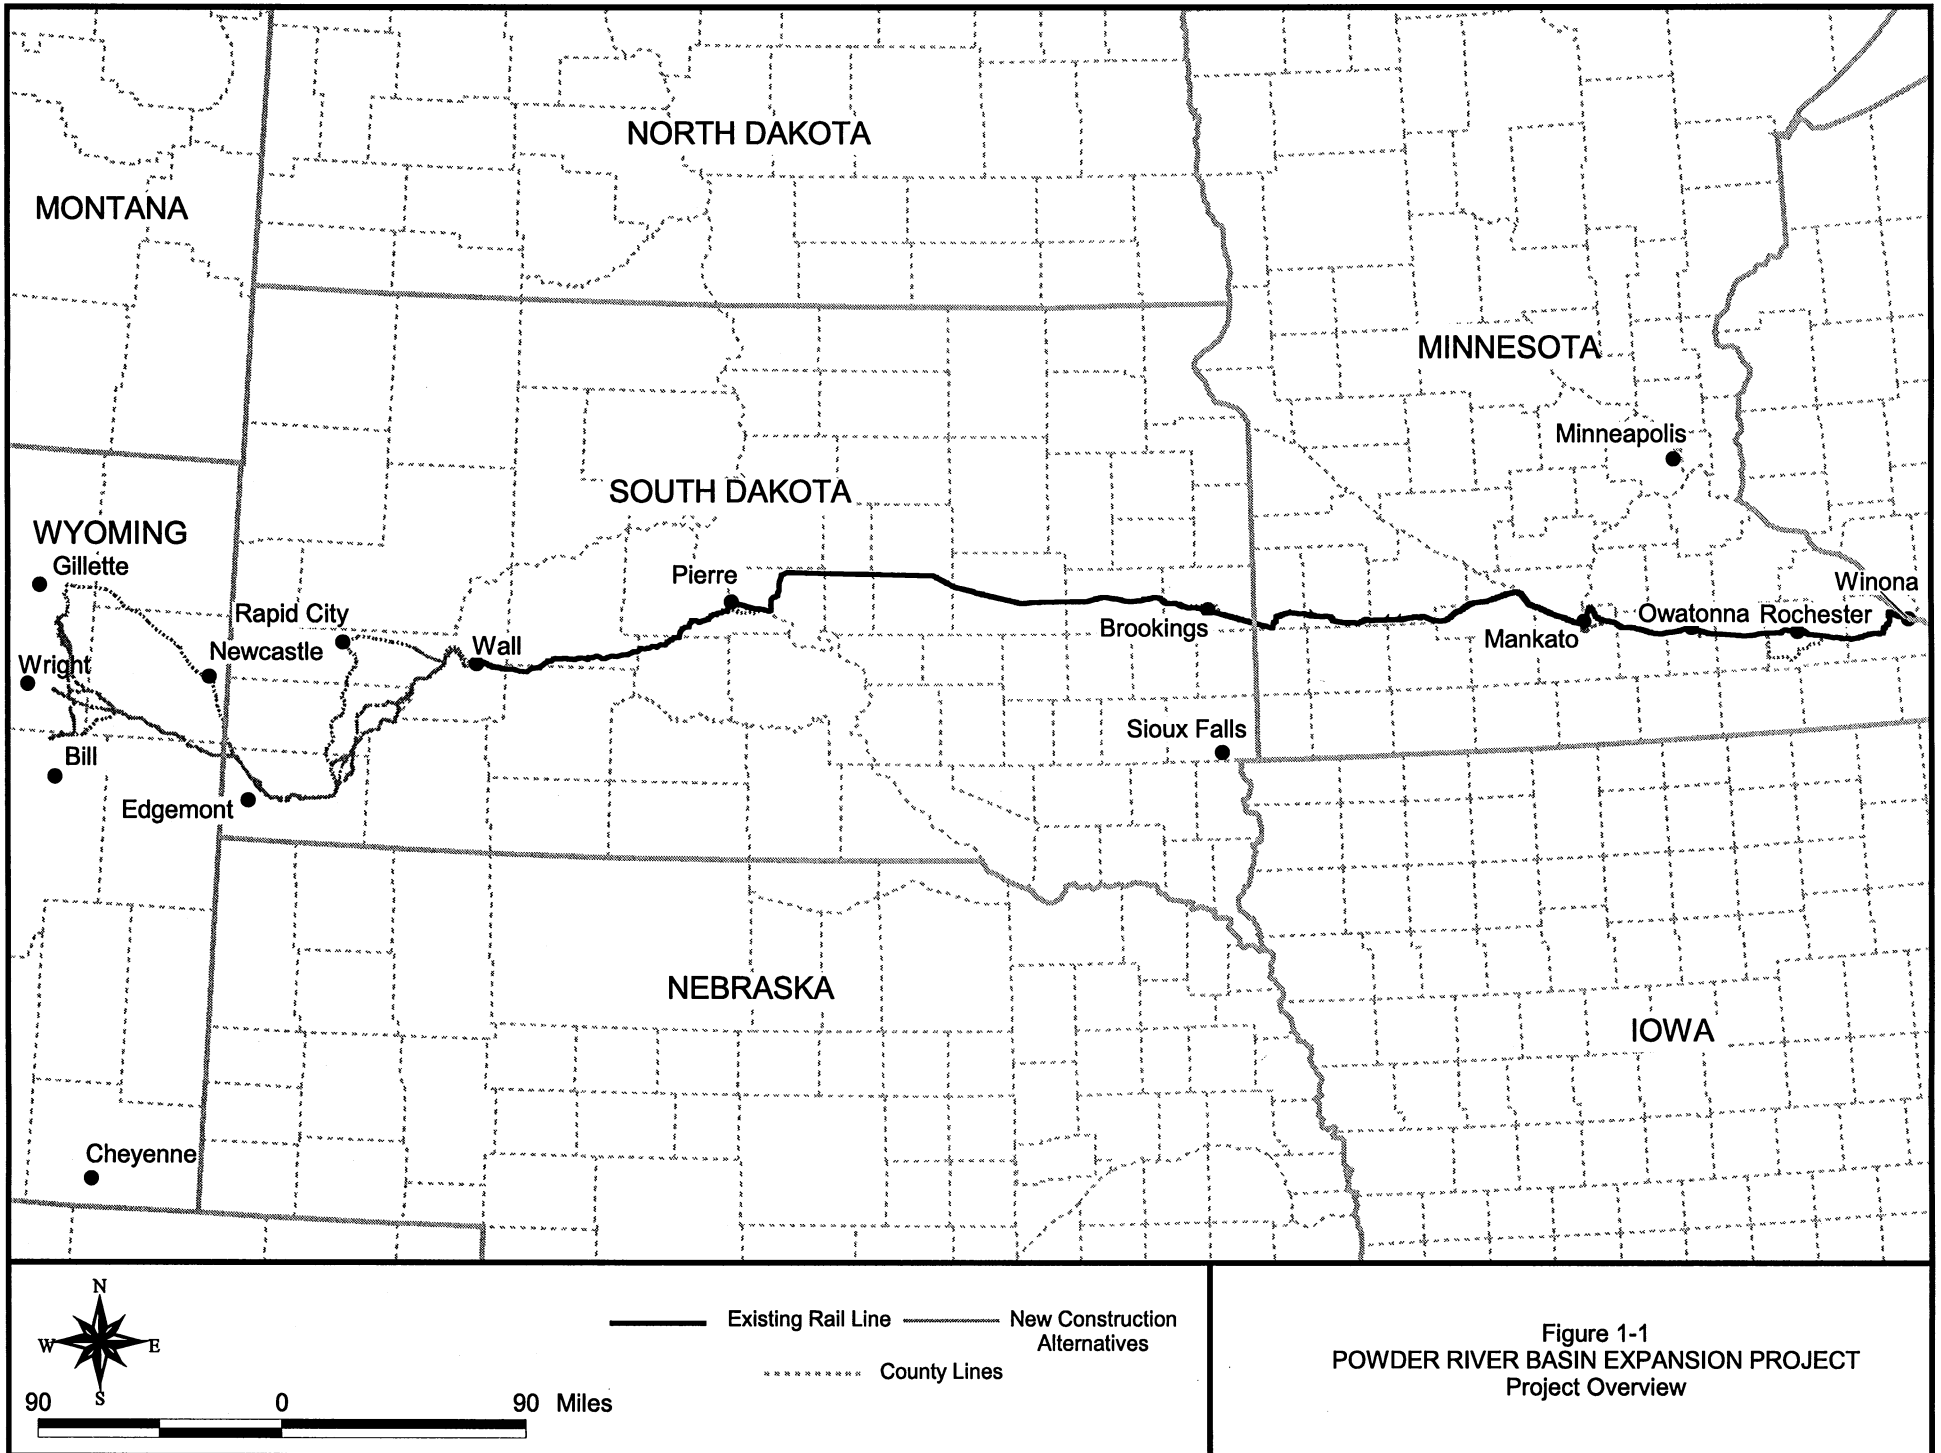 NORTH DAKOTA
MONTANA
MINNESOTA
Minneapolis
SOUTH DAKOTA
WYOMING
Gillette
Pierre
Winona
Rapid City
Owatonna Rochester
Brookings
Mankato
Wall
Newcastle
Wright
Sioux Falls
Bill
Edgemont
NEBRASKA
IOWA
Cheyenne
N
W E
S
90 0 90 Miles
Existing Rail Line
New Construction
Alternatives
County Lines
Figure 1-1
POWDER RIVER BASIN EXPANSION PROJECT
Project Overview